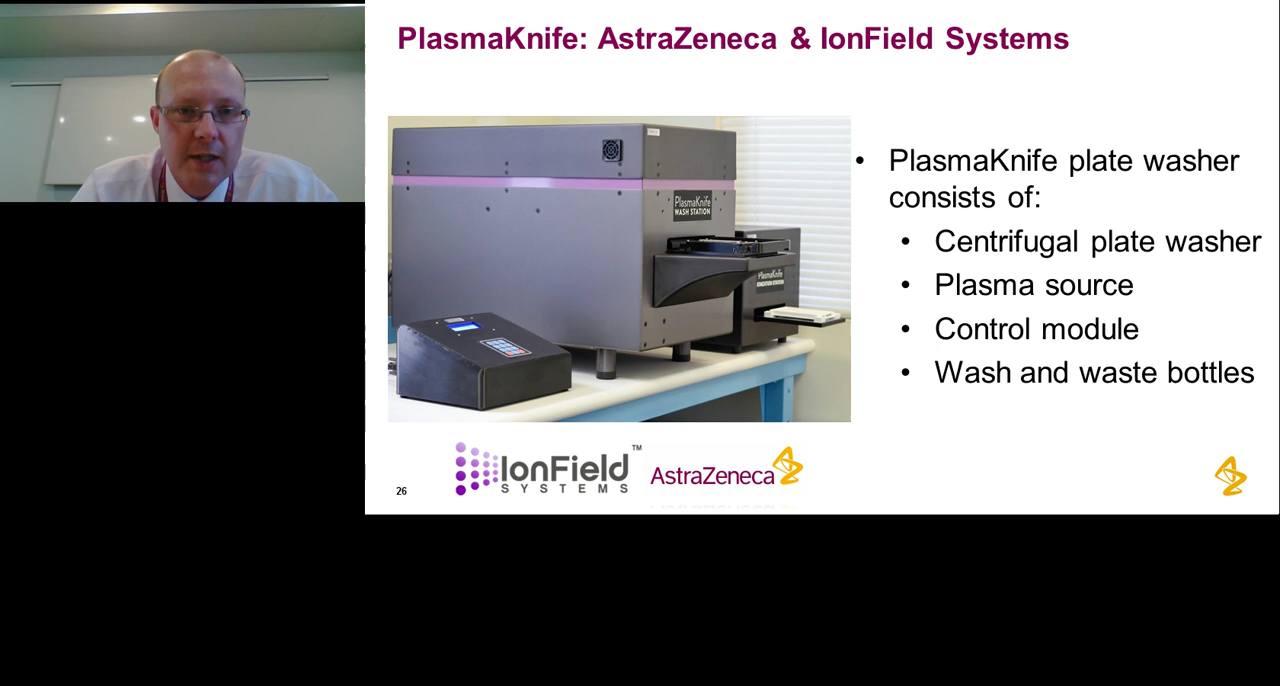 PlasmaKnife: AstraZeneca & IonField Systems
PlasmaKnife
WASH STATION
PlasmaKnife
IONIZATION STATION
• PlasmaKnife plate washer
consists of:
• Centrifugal plate washer
• Plasma source
• Control module
• Wash and waste bottles
IonField™
SYSTEMS
AstraZeneca
26